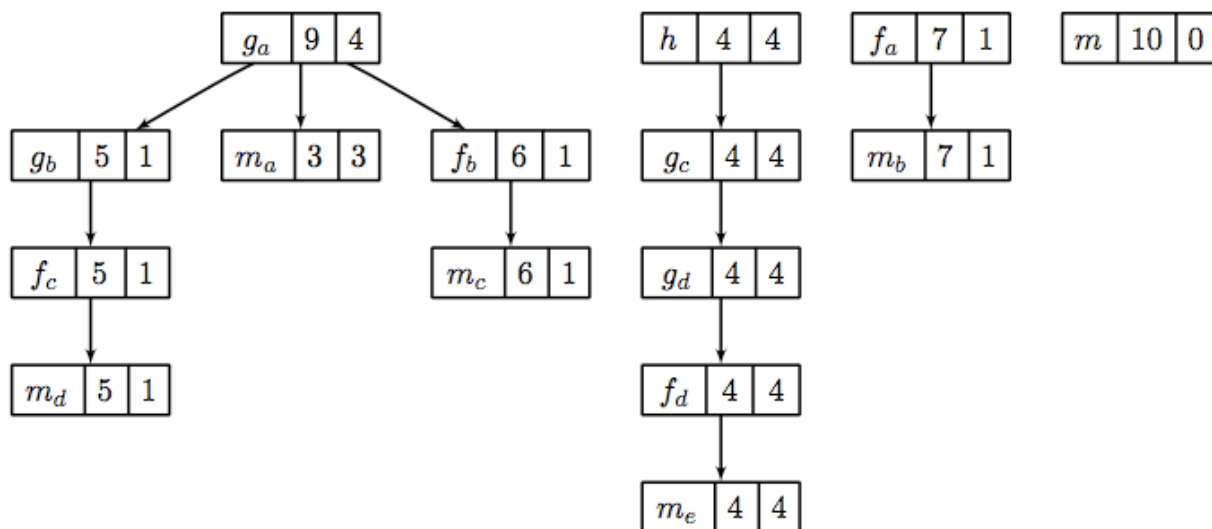 g_a 9 4 h 4 4 f_a 7 1 m 10 0
g_b 5 1 m_a 3 3 f_b 6 1 g_c 4 4 m_b 7 1
f_c 5 1 m_c 6 1 g_d 4 4
m_d 5 1 f_d 4 4
m_e 4 4